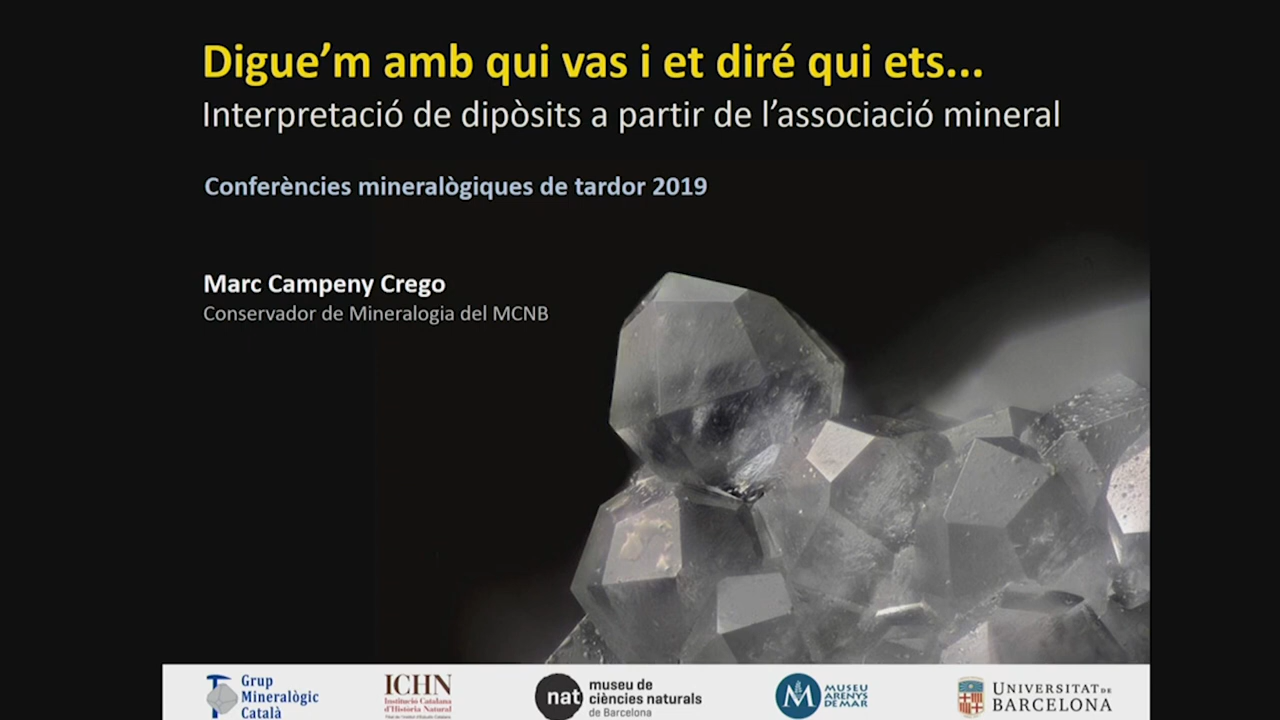 Digue'm amb qui vas i et diré qui ets...
Interpretació de dipòsits a partir de l'associació mineral
Conferències mineralògiques de tardor 2019
Marc Campeny Crego
Conservador de Mineralogia del MCNB
Grup
Mineralògic
Català
ICHN
Institució Catalana
d'Història Natural
nat
museu de
ciències naturals
de Barcelona
M
MUSEU
ARENYS
DE MAR
UNIVERSITAT DE
BARCELONA